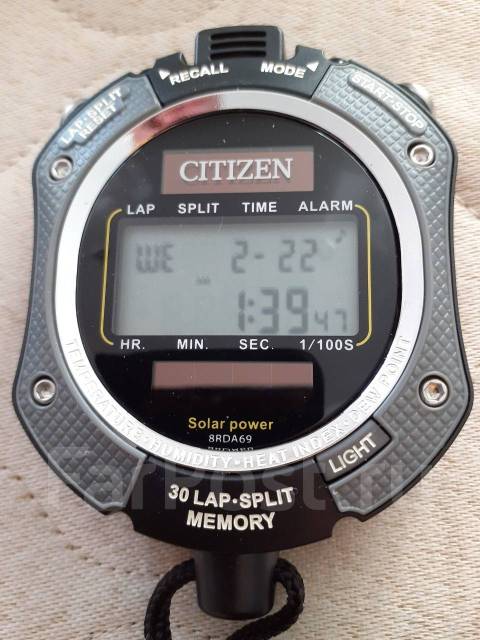 RECALL MODE
LAP-SPLIT
RESET
START-STOP
CITIZEN
LAP SPLIT TIME ALARM
WE 2-22
1:39 47
HR. MIN. SEC. 1/100S
Solar power
8RDA69
TEMPERATURE·HUMIDITY·HEAT INDEX·DEW POINT
LIGHT
30 LAP·SPLIT
MEMORY